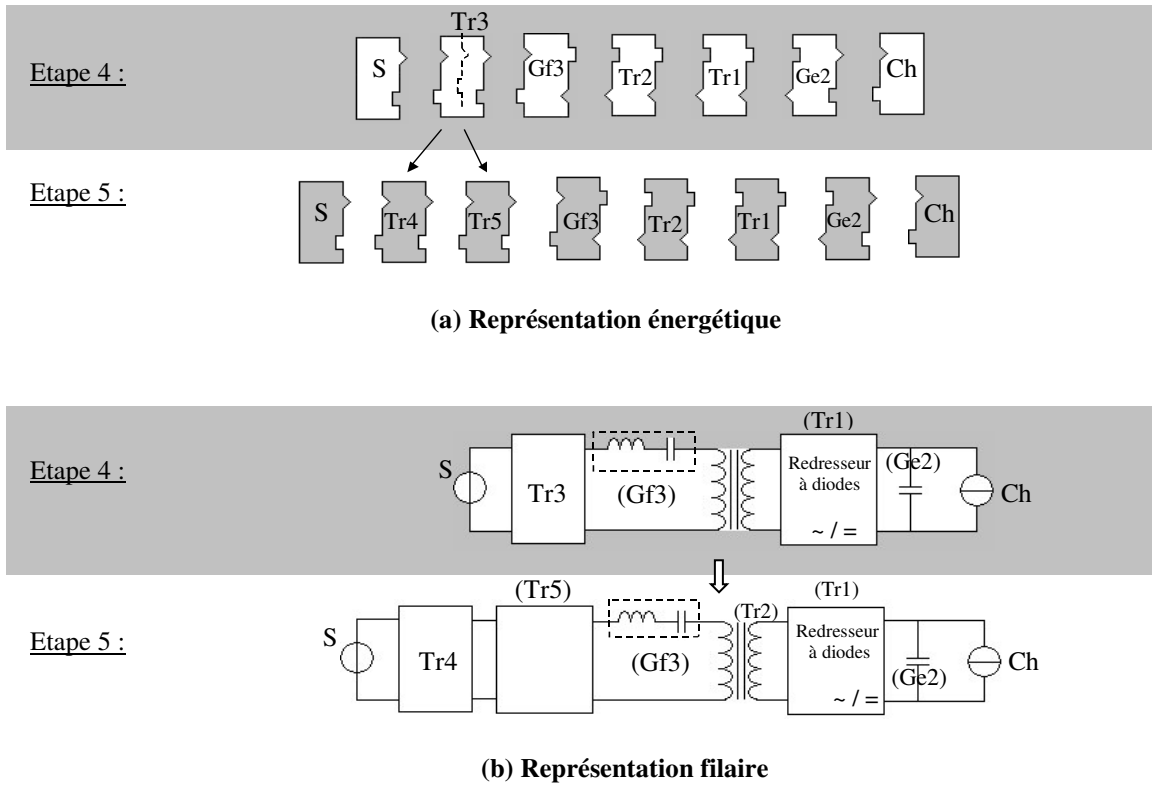 Tr3
Etape 4 :
S
Gf3
Tr2
Tr1
Ge2
Ch
Etape 5 :
S
Tr4
Tr5
Gf3
Tr2
Tr1
Ge2
Ch
(a) Représentation énergétique
(Tr1)
Etape 4 :
S
Tr3
(Gf3)
Redresseur
à diodes
~ / =
(Ge2)
Ch
(Tr5)
(Tr1)
Etape 5 :
S
Tr4
(Gf3)
(Tr2)
Redresseur
à diodes
~ / =
(Ge2)
Ch
(b) Représentation filaire